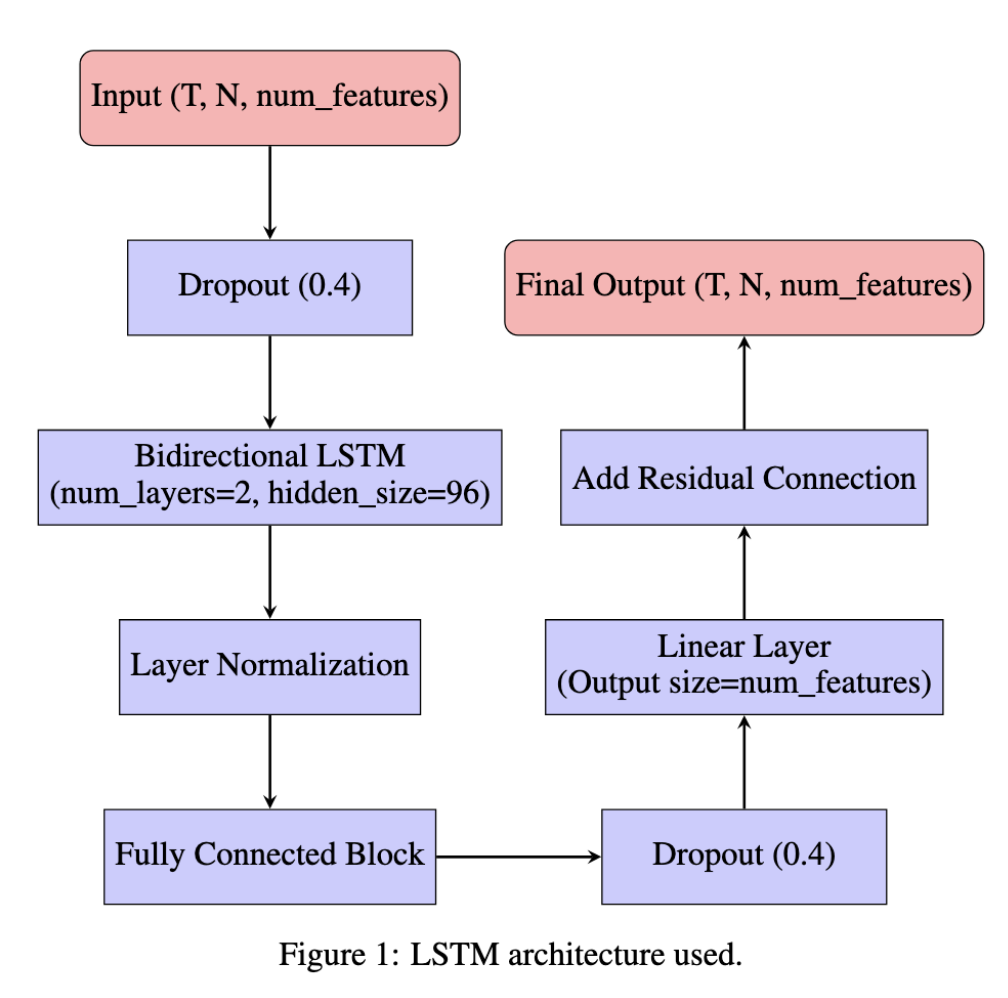 Input (T, N, num_features)
Dropout (0.4)
Bidirectional LSTM
(num_layers=2, hidden_size=96)
Layer Normalization
Fully Connected Block
Dropout (0.4)
Linear Layer
(Output size=num_features)
Add Residual Connection
Final Output (T, N, num_features)
Figure 1: LSTM architecture used.